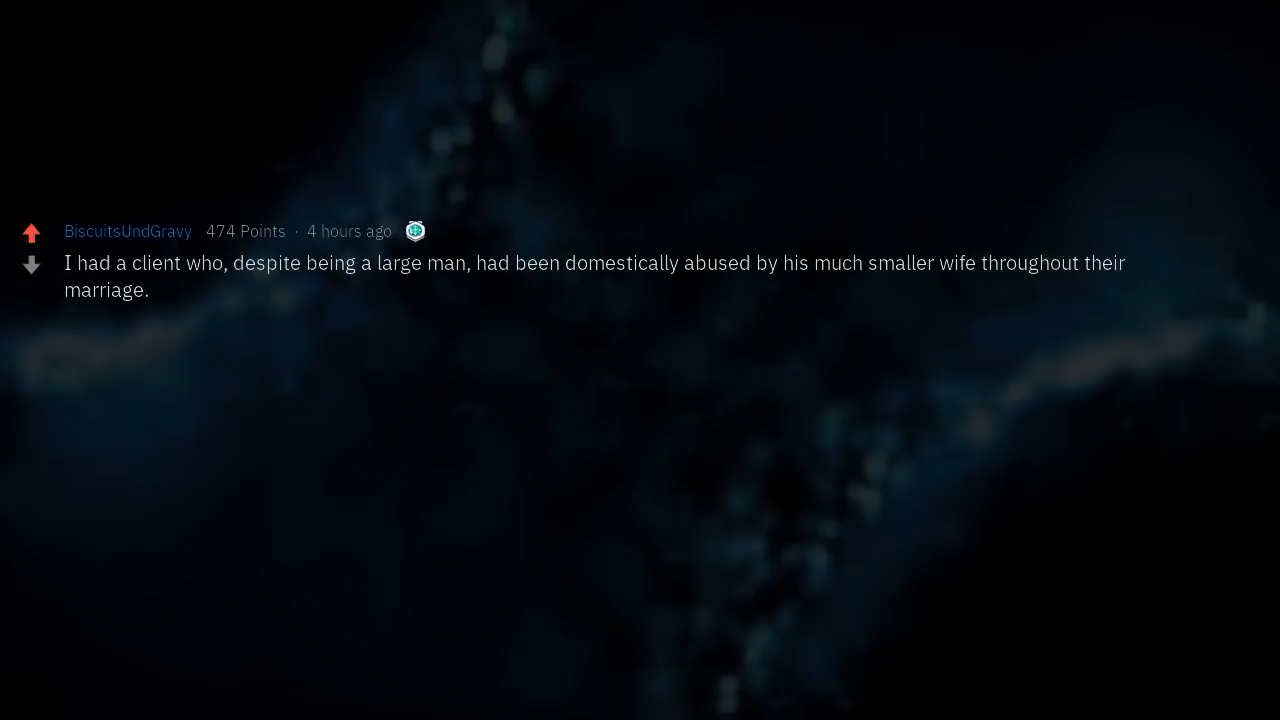 BiscuitsUndGravy 474 Points · 4 hours ago
I had a client who, despite being a large man, had been domestically abused by his much smaller wife throughout their
marriage.